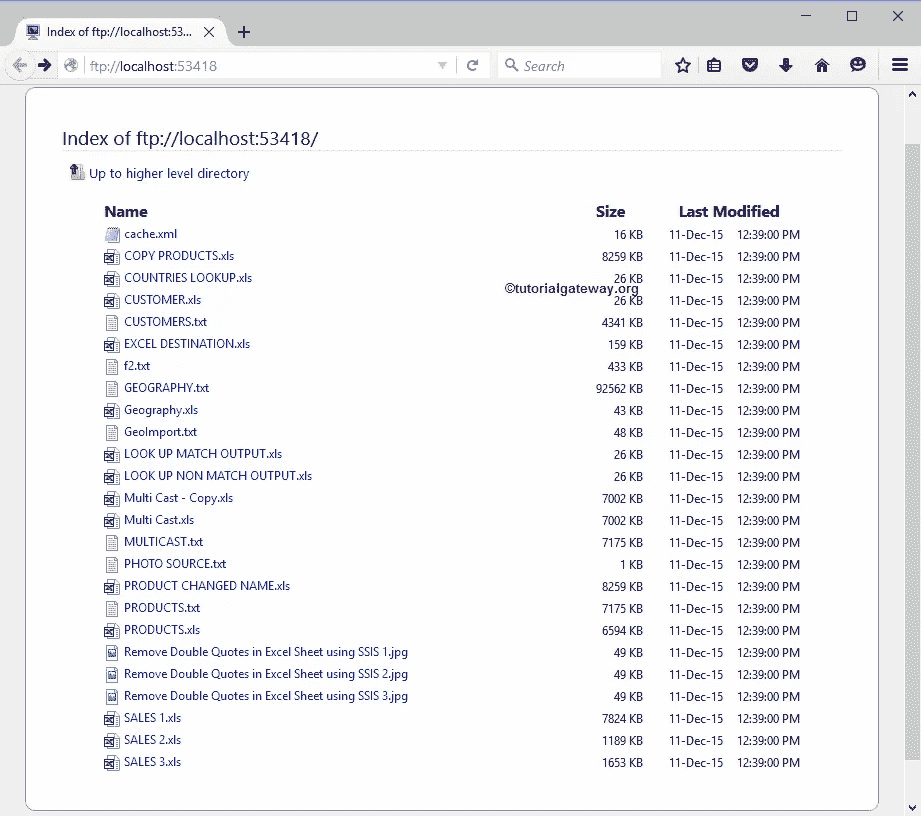 Index of ftp://localhost:53...
ftp://localhost:53418
Search
Index of ftp://localhost:53418/
Up to higher level directory
Name Size Last Modified
cache.xml 16 KB 11-Dec-15 12:39:00 PM
COPY PRODUCTS.xls 8259 KB 11-Dec-15 12:39:00 PM
COUNTRIES LOOKUP.xls 26 KB 11-Dec-15 12:39:00 PM
©tutorialgateway.org
CUSTOMER.xls 26 KB 11-Dec-15 12:39:00 PM
CUSTOMERS.txt 4341 KB 11-Dec-15 12:39:00 PM
EXCEL DESTINATION.xls 159 KB 11-Dec-15 12:39:00 PM
f2.txt 433 KB 11-Dec-15 12:39:00 PM
GEOGRAPHY.txt 92562 KB 11-Dec-15 12:39:00 PM
Geography.xls 43 KB 11-Dec-15 12:39:00 PM
GeoImport.txt 48 KB 11-Dec-15 12:39:00 PM
LOOK UP MATCH OUTPUT.xls 26 KB 11-Dec-15 12:39:00 PM
LOOK UP NON MATCH OUTPUT.xls 26 KB 11-Dec-15 12:39:00 PM
Multi Cast - Copy.xls 7002 KB 11-Dec-15 12:39:00 PM
Multi Cast.xls 7002 KB 11-Dec-15 12:39:00 PM
MULTICAST.txt 7175 KB 11-Dec-15 12:39:00 PM
PHOTO SOURCE.txt 1 KB 11-Dec-15 12:39:00 PM
PRODUCT CHANGED NAME.xls 8259 KB 11-Dec-15 12:39:00 PM
PRODUCTS.txt 7175 KB 11-Dec-15 12:39:00 PM
PRODUCTS.xls 6594 KB 11-Dec-15 12:39:00 PM
Remove Double Quotes in Excel Sheet using SSIS 1.jpg 49 KB 11-Dec-15 12:39:00 PM
Remove Double Quotes in Excel Sheet using SSIS 2.jpg 49 KB 11-Dec-15 12:39:00 PM
Remove Double Quotes in Excel Sheet using SSIS 3.jpg 49 KB 11-Dec-15 12:39:00 PM
SALES 1.xls 7824 KB 11-Dec-15 12:39:00 PM
SALES 2.xls 1189 KB 11-Dec-15 12:39:00 PM
SALES 3.xls 1653 KB 11-Dec-15 12:39:00 PM